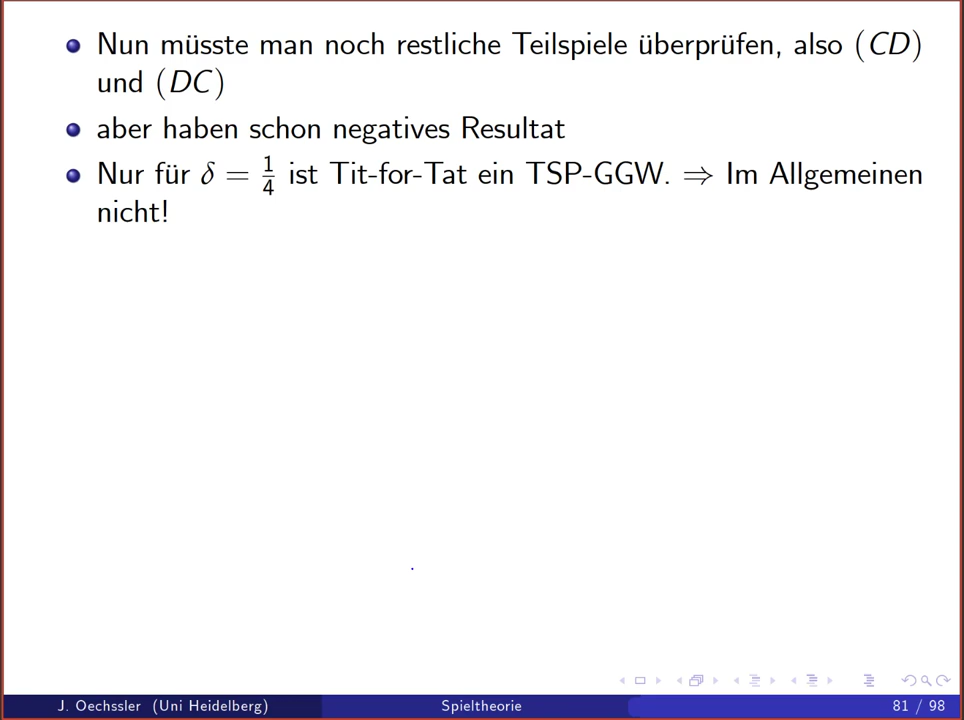 Nun müsste man noch restliche Teilspiele überprüfen, also (CD)
und (DC)
aber haben schon negatives Resultat
Nur für δ = 1/4 ist Tit-for-Tat ein TSP-GGW. ⇒ Im Allgemeinen
nicht!
J. Oechssler (Uni Heidelberg) Spieltheorie 81 / 98